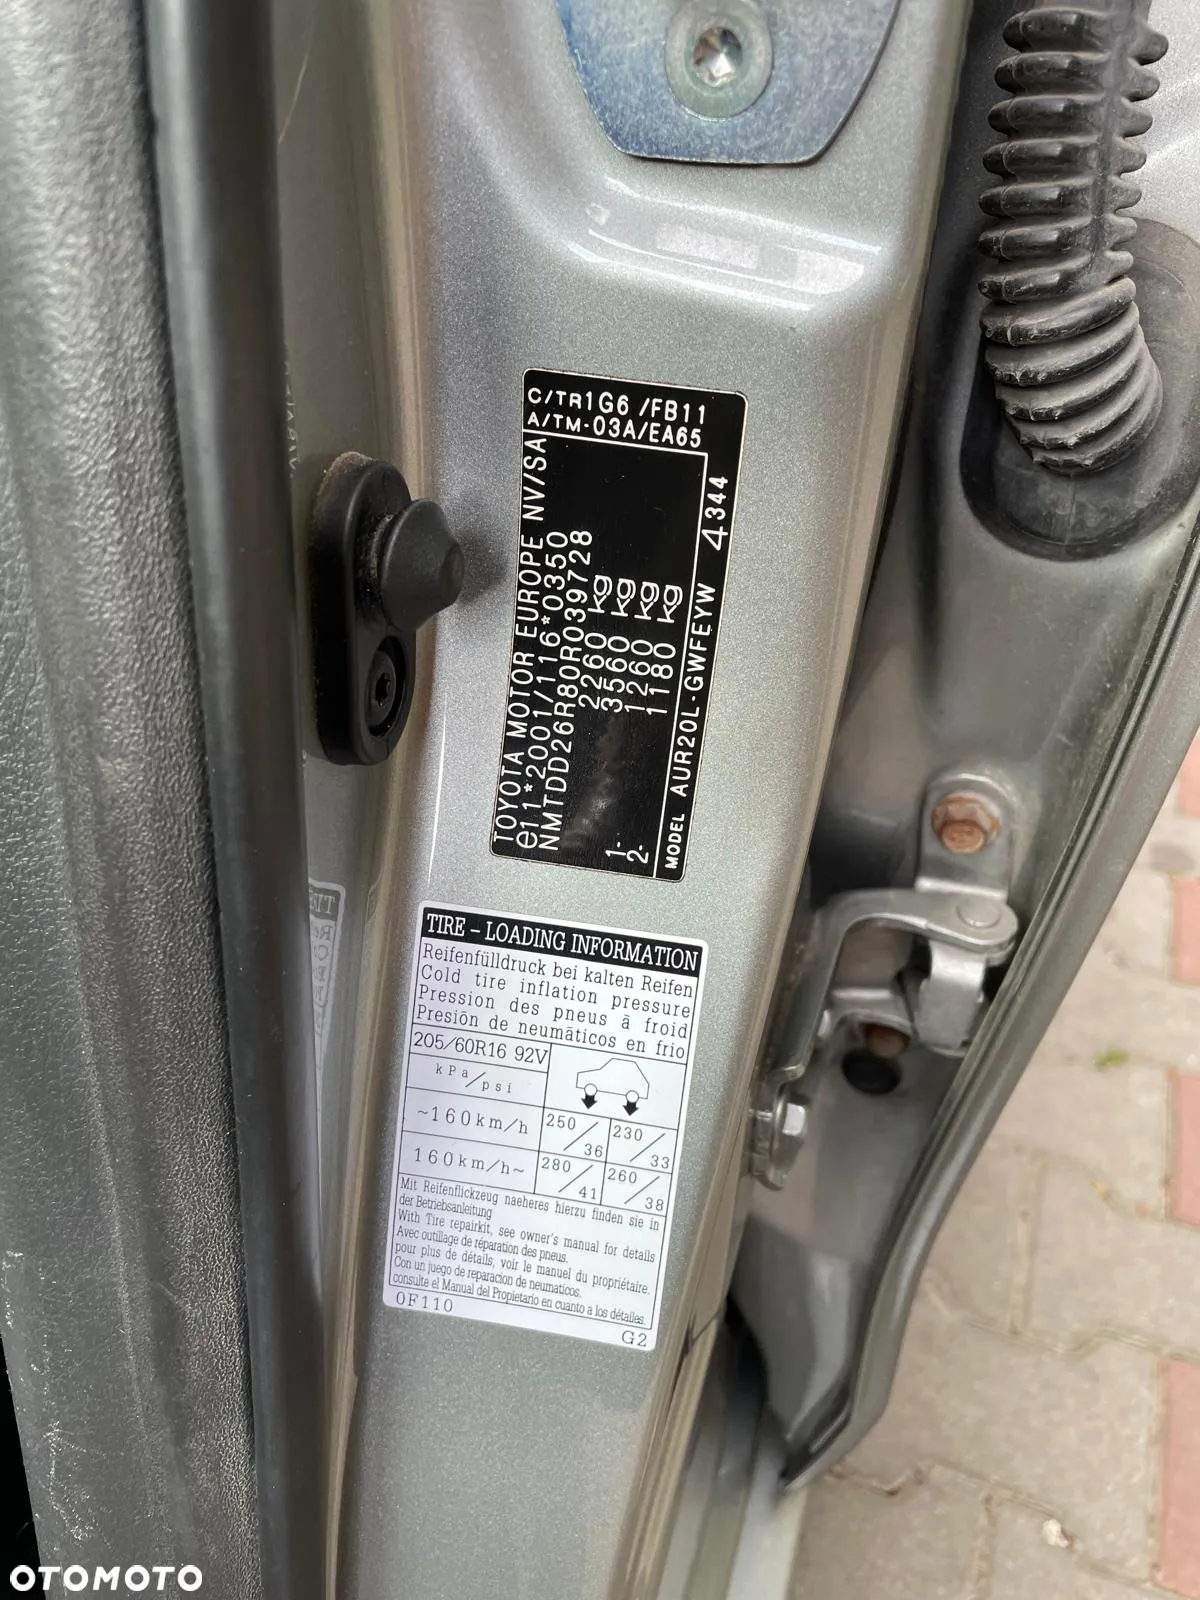 C/TR1G6 /FB11
A/TM-03A/EA65
TOYOTA MOTOR EUROPE NV/SA
e11*2001/116*0350
NMTDD26R80R039728
2260 kg
3560 kg
1- 1260 kg
2- 1180 kg
MODEL AUR20L-GWFEYW 4344
TIRE - LOADING INFORMATION
Reifenfülldruck bei kalten Reifen
Cold tire inflation pressure
Pression des pneus ā froid
Presión de neumāticos en frio
205/60R16 92V
kPa/psi
~160km/h 250/36 230/33
160km/h~ 280/41 260/38
Mit Reifenflickzeug naeheres hierzu finden sie in
der Betriebsanleitung
With Tire repairkit, see owner's manual for details
Avec outillage de réparation des pneus.
pour plus de détails, voir le manuel du propriétaire.
Con un juego de reparacion de neumaticos.
consulte el Manual del Propietario en cuanto a los détailes.
0F110
G2
OTOMOTO